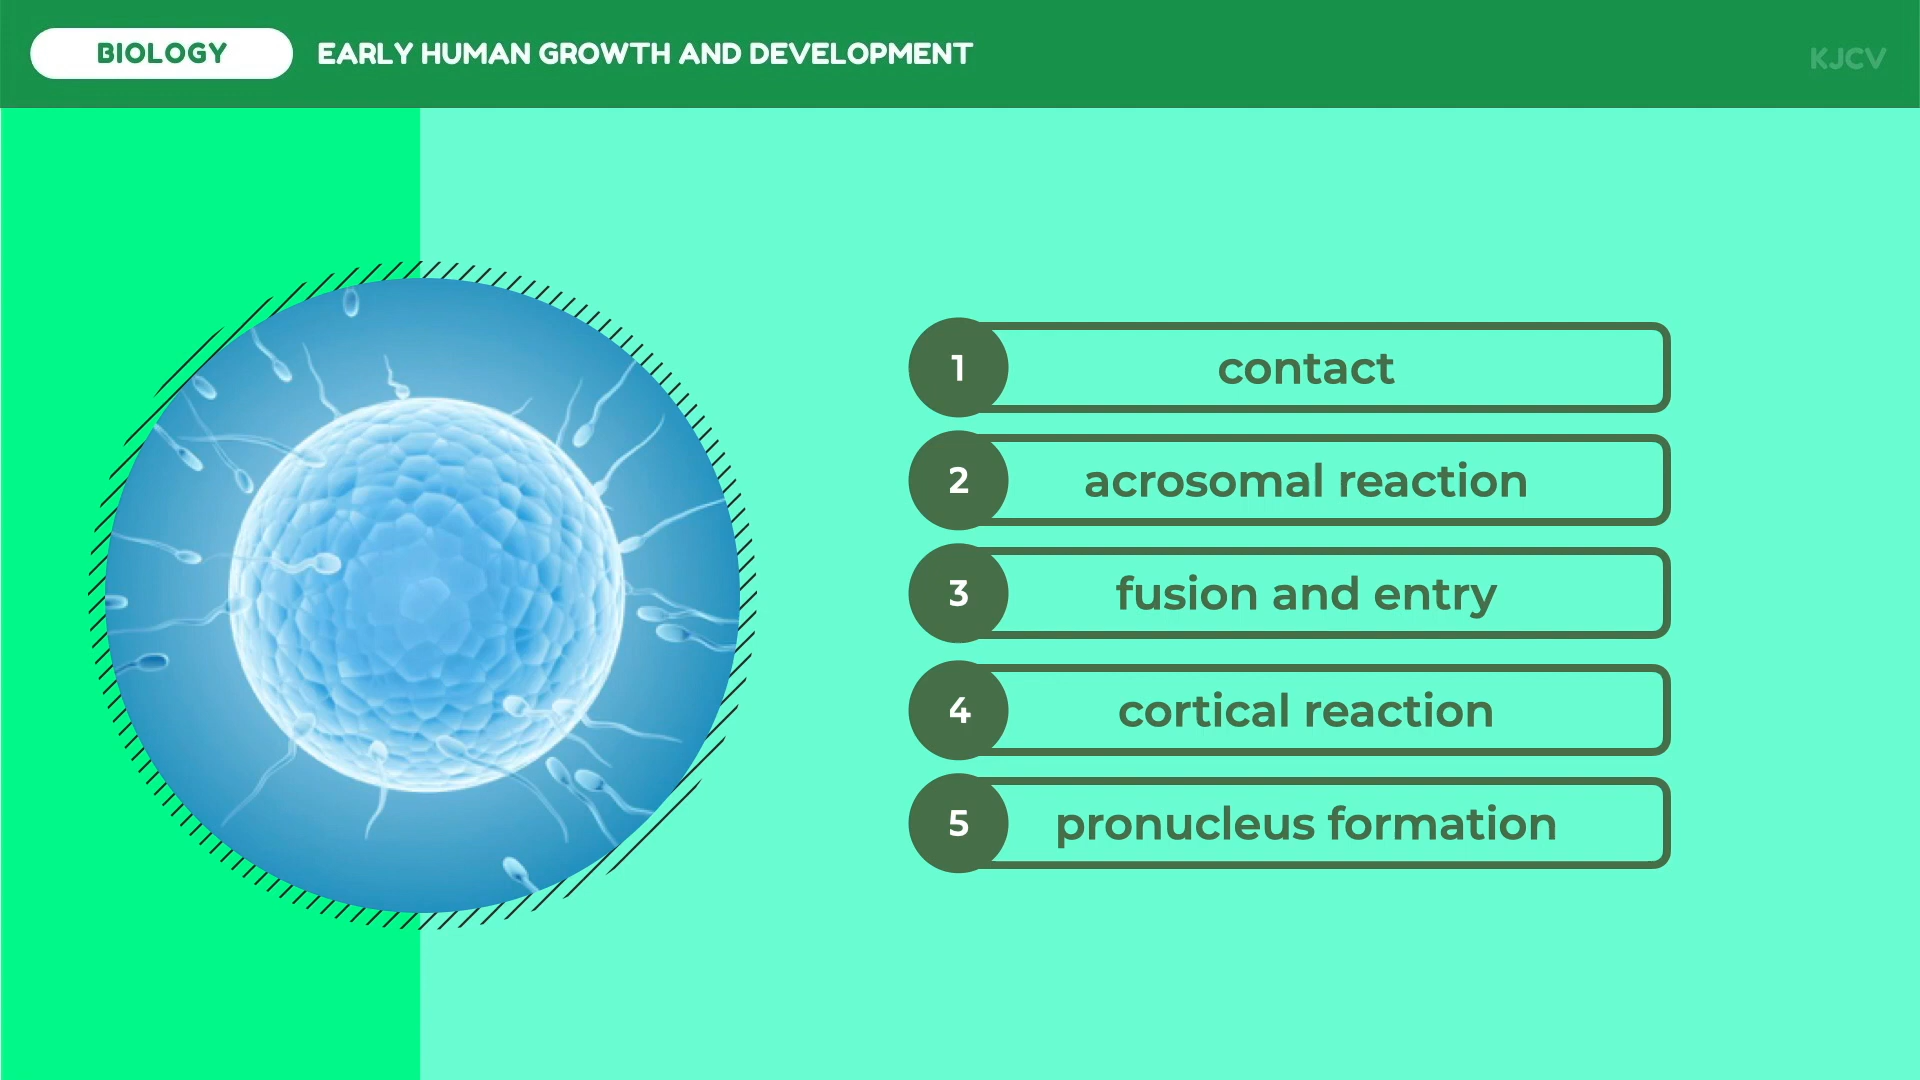 BIOLOGY
EARLY HUMAN GROWTH AND DEVELOPMENT
KJCV
1
contact
2
acrosomal reaction
3
fusion and entry
4
cortical reaction
5
pronucleus formation